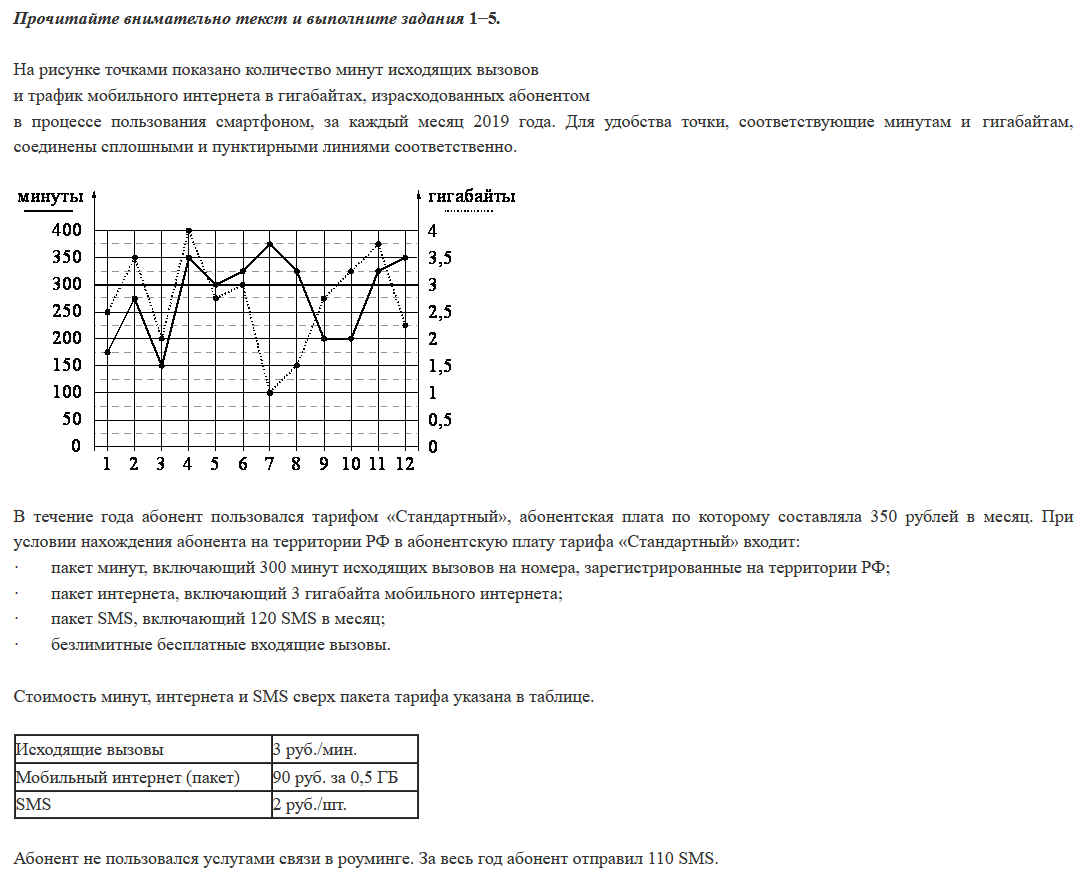 Прочитайте внимательно текст и выполните задания 1−5.
На рисунке точками показано количество минут исходящих вызовов
и трафик мобильного интернета в гигабайтах, израсходованных абонентом
в процессе пользования смартфоном, за каждый месяц 2019 года. Для удобства точки, соответствующие минутам и гигабайтам,
соединены сплошными и пунктирными линиями соответственно.
минуты гигабайты
400 4
350 3,5
300 3
250 2,5
200 2
150 1,5
100 1
50 0,5
0 0
1 2 3 4 5 6 7 8 9 10 11 12
В течение года абонент пользовался тарифом «Стандартный», абонентская плата по которому составляла 350 рублей в месяц. При
условии нахождения абонента на территории РФ в абонентскую плату тарифа «Стандартный» входит:
· пакет минут, включающий 300 минут исходящих вызовов на номера, зарегистрированные на территории РФ;
· пакет интернета, включающий 3 гигабайта мобильного интернета;
· пакет SMS, включающий 120 SMS в месяц;
· безлимитные бесплатные входящие вызовы.
Стоимость минут, интернета и SMS сверх пакета тарифа указана в таблице.
Исходящие вызовы 3 руб./мин.
Мобильный интернет (пакет) 90 руб. за 0,5 ГБ
SMS 2 руб./шт.
Абонент не пользовался услугами связи в роуминге. За весь год абонент отправил 110 SMS.